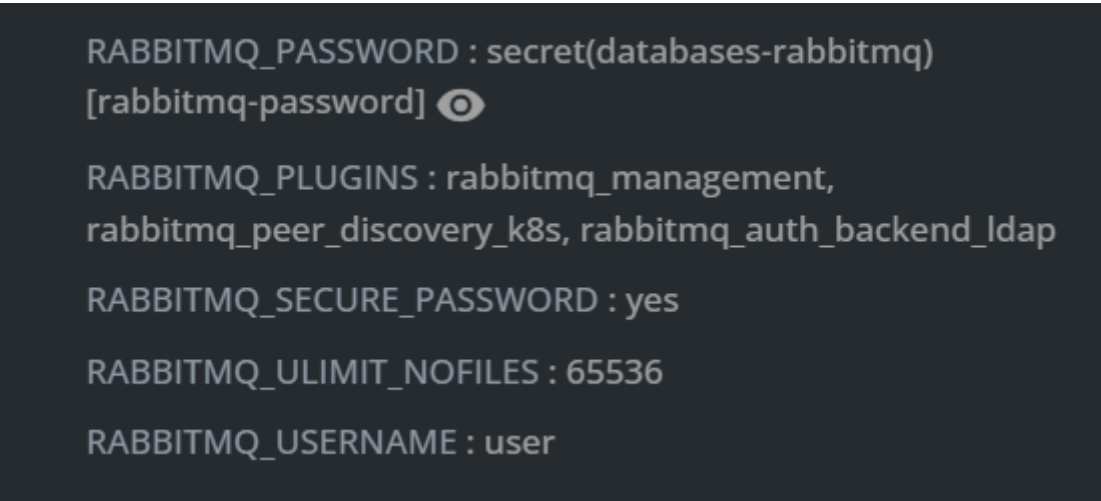 RABBITMQ_PASSWORD : secret(databases-rabbitmq)
[rabbitmq-password]
RABBITMQ_PLUGINS : rabbitmq_management,
rabbitmq_peer_discovery_k8s, rabbitmq_auth_backend_ldap
RABBITMQ_SECURE_PASSWORD : yes
RABBITMQ_ULIMIT_NOFILES : 65536
RABBITMQ_USERNAME : user